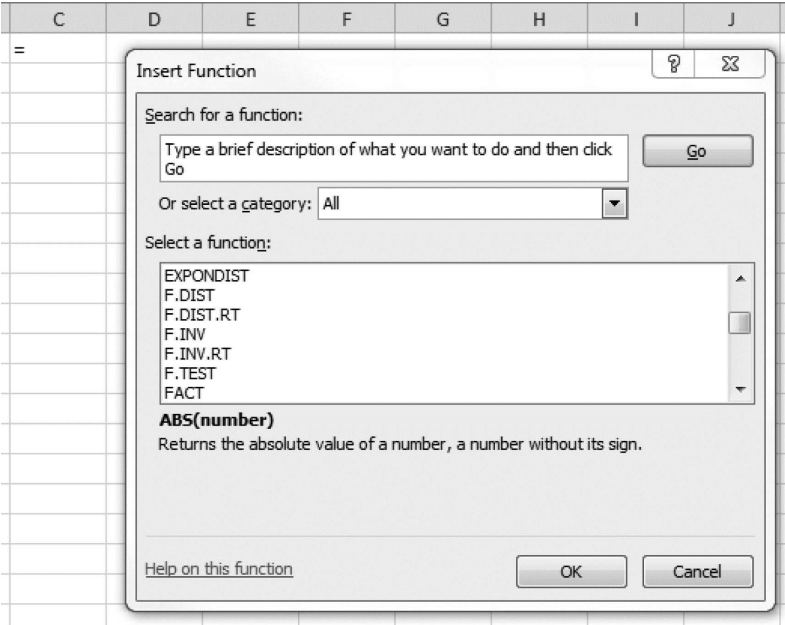 C D E F G H I J
=
Insert Function
?
Search for a function:
Type a brief description of what you want to do and then click
Go
Go
Or select a category: All
Select a function:
EXPONDIST
F.DIST
F.DIST.RT
F.INV
F.INV.RT
F.TEST
FACT
ABS(number)
Returns the absolute value of a number, a number without its sign.
Help on this function
OK
Cancel